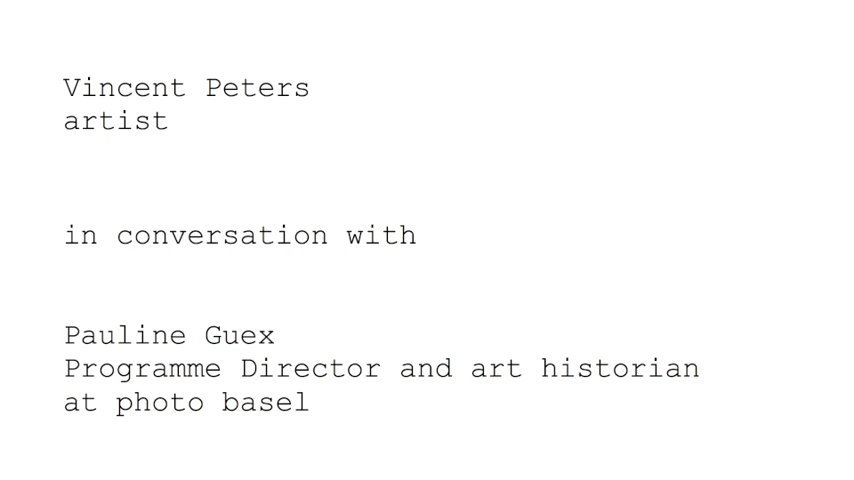 Vincent Peters
artist
in conversation with
Pauline Guex
Programme Director and art historian
at photo basel